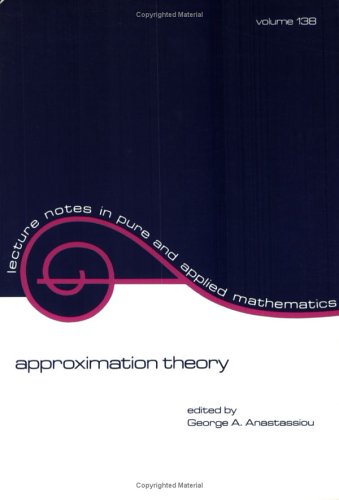 Copyrighted Material
volume 138
lecture notes in pure and applied mathematics
approximation theory
edited by
George A. Anastassiou
Copyrighted Material